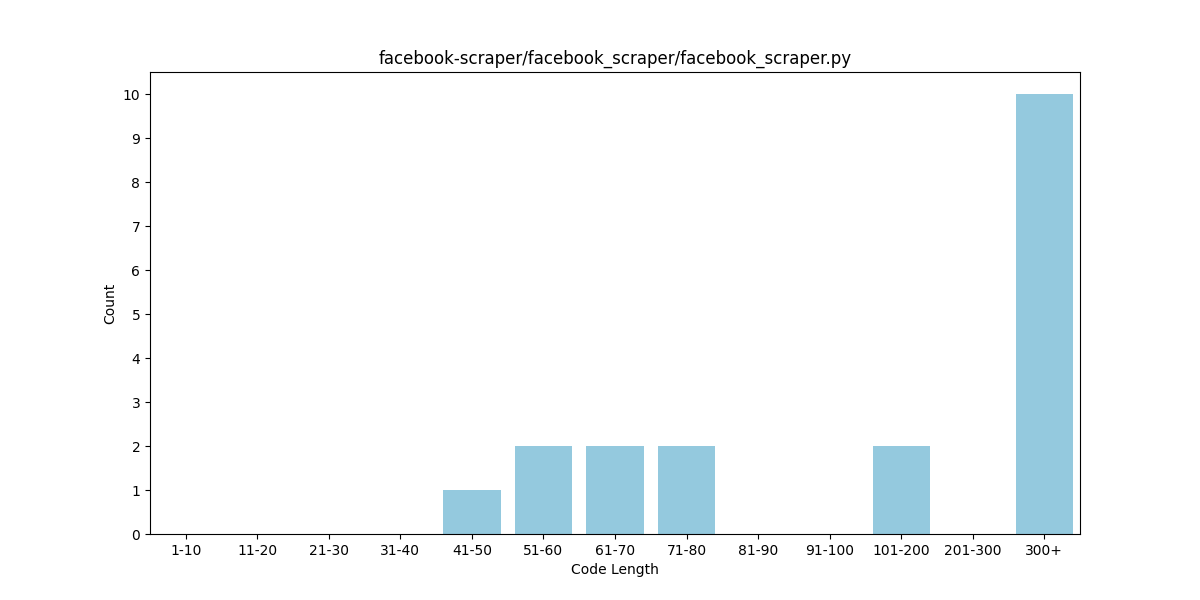 facebook-scraper/facebook_scraper/facebook_scraper.py
10
9
8
7
6
5
4
3
2
1
0
Count
1-10 11-20 21-30 31-40 41-50 51-60 61-70 71-80 81-90 91-100 101-200 201-300 300+
Code Length